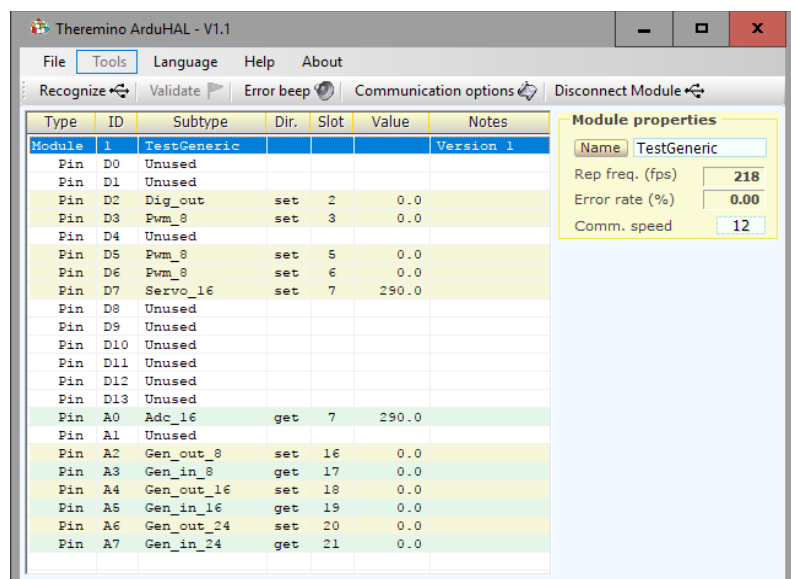 Theremino ArduHAL - V1.1
File Tools Language Help About
Recognize Validate Error beep Communication options Disconnect Module
Type ID Subtype Dir. Slot Value Notes
Module 1 TestGeneric Version 1
Pin D0 Unused
Pin D1 Unused
Pin D2 Dig_out set 2 0.0
Pin D3 Pwm_8 set 3 0.0
Pin D4 Unused
Pin D5 Pwm_8 set 5 0.0
Pin D6 Pwm_8 set 6 0.0
Pin D7 Servo_16 set 7 290.0
Pin D8 Unused
Pin D9 Unused
Pin D10 Unused
Pin D11 Unused
Pin D12 Unused
Pin D13 Unused
Pin A0 Adc_16 get 7 290.0
Pin A1 Unused
Pin A2 Gen_out_8 set 16 0.0
Pin A3 Gen_in_8 get 17 0.0
Pin A4 Gen_out_16 set 18 0.0
Pin A5 Gen_in_16 get 19 0.0
Pin A6 Gen_out_24 set 20 0.0
Pin A7 Gen_in_24 get 21 0.0
Module properties
Name TestGeneric
Rep freq. (fps) 218
Error rate (%) 0.00
Comm. speed 12